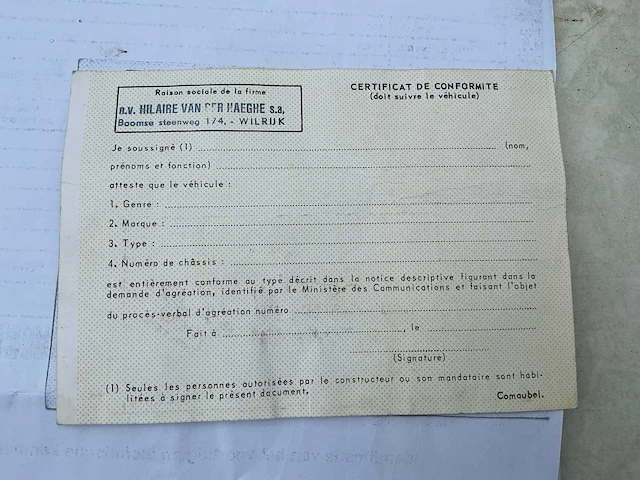 Raison sociale de la firme
n.v. HILAIRE VAN DER HAEGHE s.a,
Boomse steenweg 174, - WILRIJK
CERTIFICAT DE CONFORMITE
(doit suivre le véhicule)
Je soussigné (1) (nom,
prénoms et fonction)
atteste que le véhicule :
1. Genre :
2. Marque :
3. Type :
4. Numéro de châssis :
est entièrement conforme au type décrit dans la notice descriptive figurant dans la
demande d'agréation, identifié par le Ministère des Communications et faisant l'objet
du procès-verbal d'agréation numéro
Fait à , le
(Signature)
(1) Seules les personnes autorisées par le constructeur ou son mandataire sont habi-
litées à signer le présent document.
Comaubel.